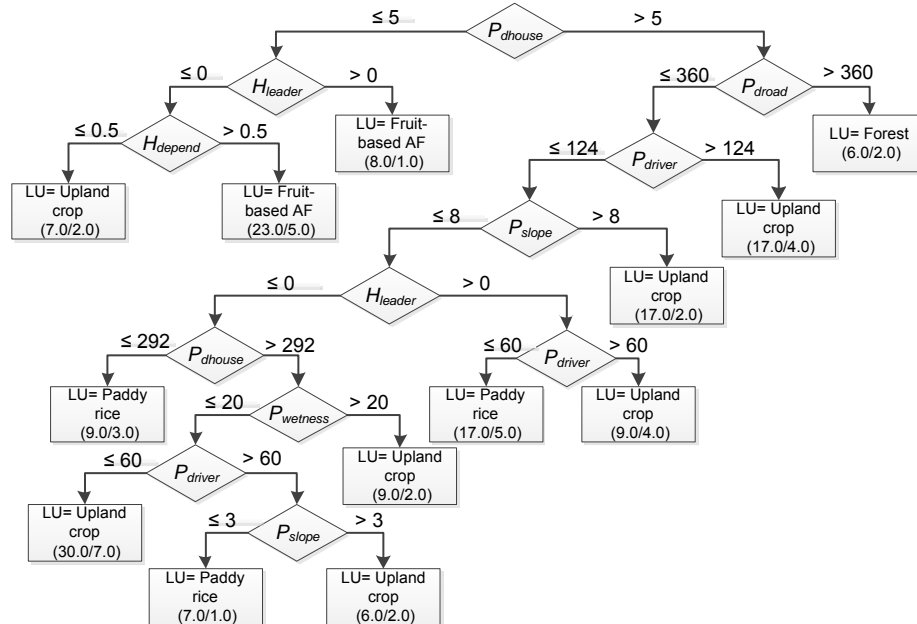 ≤ 5
P_dhouse
> 5
≤ 0
H_leader
> 0
≤ 360
P_droad
> 360
≤ 0.5
H_depend
> 0.5
LU= Fruit-
based AF
(8.0/1.0)
≤ 124
P_driver
> 124
LU= Forest
(6.0/2.0)
LU= Upland
crop
(7.0/2.0)
LU= Fruit-
based AF
(23.0/5.0)
≤ 8
P_slope
> 8
LU= Upland
crop
(17.0/4.0)
≤ 0
H_leader
> 0
LU= Upland
crop
(17.0/2.0)
≤ 292
P_dhouse
> 292
≤ 60
P_driver
> 60
LU= Paddy
rice
(9.0/3.0)
≤ 20
P_wetness
> 20
LU= Paddy
rice
(17.0/5.0)
LU= Upland
crop
(9.0/4.0)
≤ 60
P_driver
> 60
LU= Upland
crop
(9.0/2.0)
LU= Upland
crop
(30.0/7.0)
≤ 3
P_slope
> 3
LU= Paddy
rice
(7.0/1.0)
LU= Upland
crop
(6.0/2.0)